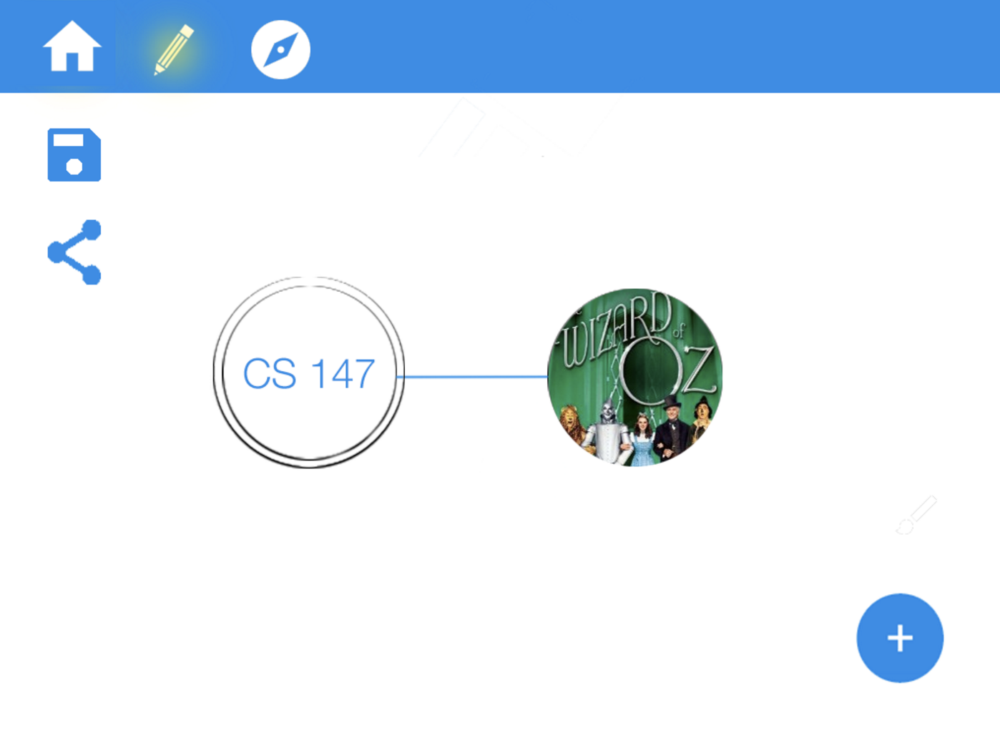 CS 147
WIZARD of
OZ
+